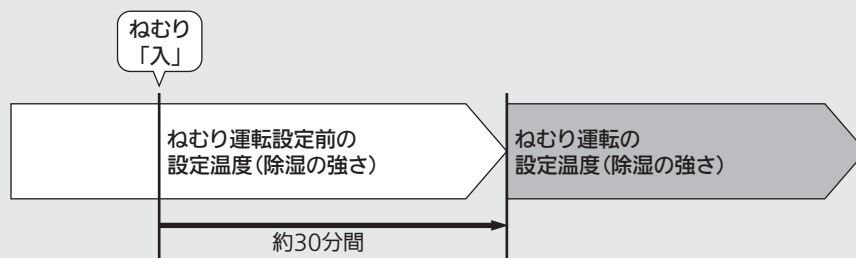 ねむり
「入」
ねむり運転設定前の
設定温度(除湿の強さ)
ねむり運転の
設定温度(除湿の強さ)
約30分間